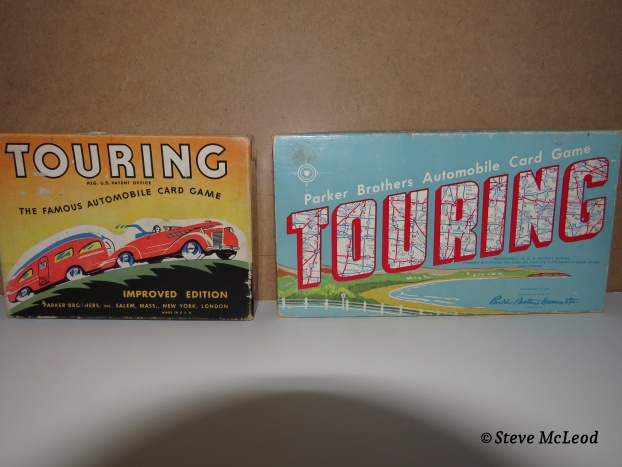 TOURING
REG. U.S. PATENT OFFICE
THE FAMOUS AUTOMOBILE CARD GAME
IMPROVED EDITION
PARKER BROTHERS, INC. SALEM, MASS., NEW YORK, LONDON
MADE IN U.S.A.
Parker Brothers Automobile Card Game
TOURING
© Steve McLeod